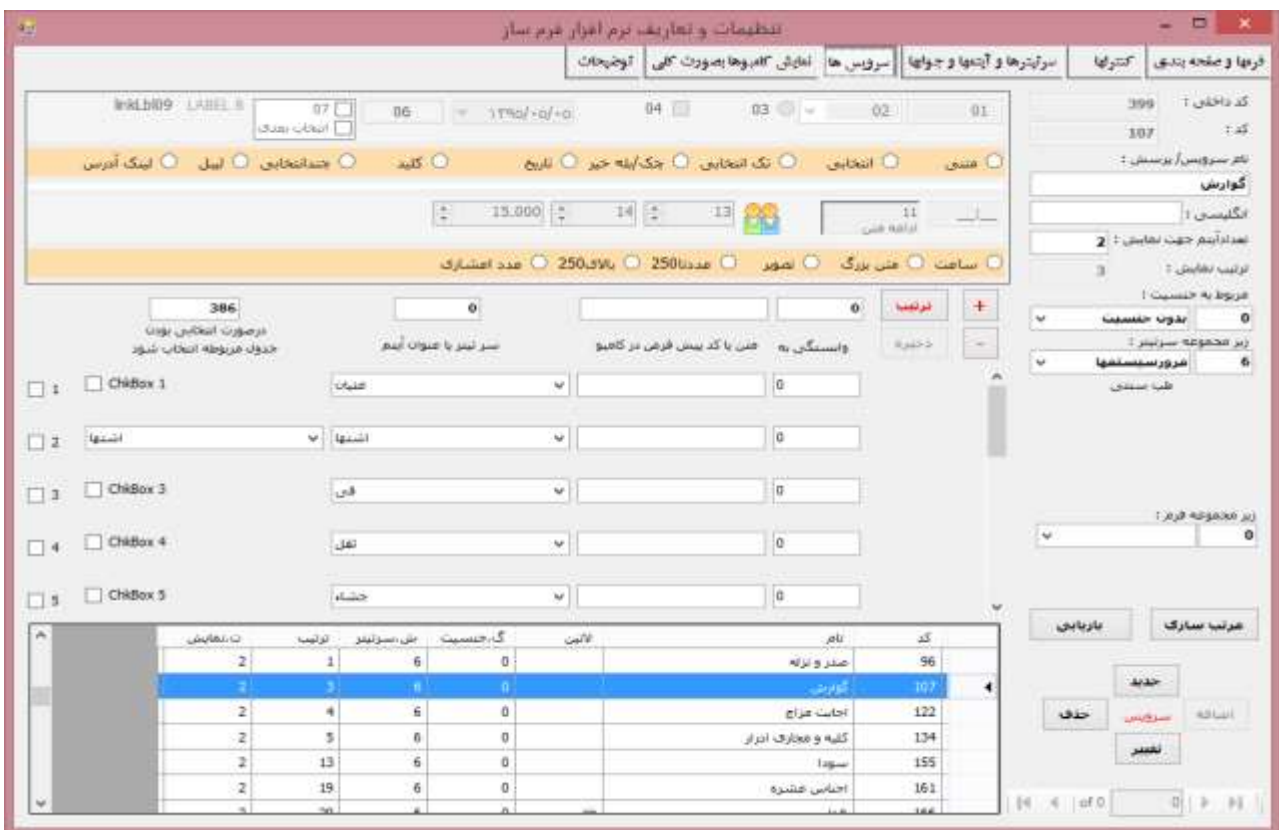 تنظیمات و تعاریف نرم افزار فرم ساز
فرمها و صفحه بندی کنترلها سرتیترها و آیتمها و جوابها سرویس ها نمایش کامبوها بصورت کلی توضیحات
کد داخلی : 399
کد : 107
نام سرویس/ پرسش :
گوارش
انگلیسی :
تعدادآیتم جهت نمایش : 2
ترتیب نمایش : 3
مربوط به جنسیت :
0 بدون جنسیت
زیر مجموعه سرتیتر :
6 مرورسیستمها
طب سنتی
زیر مجموعه فرم :
0
مرتب سازی بازیابی
جدید
اضافه سرویس حذف
تغییر
of 0 0
01 02 03 04 ۱۳۹۵/۰۵/۰۵ 06 07 LABEL 8 linkLbl09
انتخاب بعدی
متنی انتخابی تک انتخابی چک/بله خیر تاریخ کلید چندانتخابی لیبل لینک آدرس
__/__ 11 13 14 15.000
ادامه متن
ساعت متن بزرگ تصویر عددتا250 بالای250 عدد اعشاری
+ ترتیب 0 0 386
- ذخیره وابستگی به متن یا کد پیش فرض در کامبو سر تیتر یا عنوان آیتم درصورت انتخابی بودن
جدول مربوطه انتخاب شود
0 ChkBox 1 1
0 اشتها اشتها 2
0 قی ChkBox 3 3
0 ثقل ChkBox 4 4
0 جشاء ChkBox 5 5
کد نام لاتین گ.جنسیت ش.سرتیتر ترتیب ت.نمایش
96 صدر و نزله 0 6 1 2
107 گوارش 0 6 3 2
122 اجابت مزاج 0 6 4 2
134 کلیه و مجاری ادرار 0 6 5 2
155 سودا 0 6 13 2
161 اجناس عشره 0 6 19 2